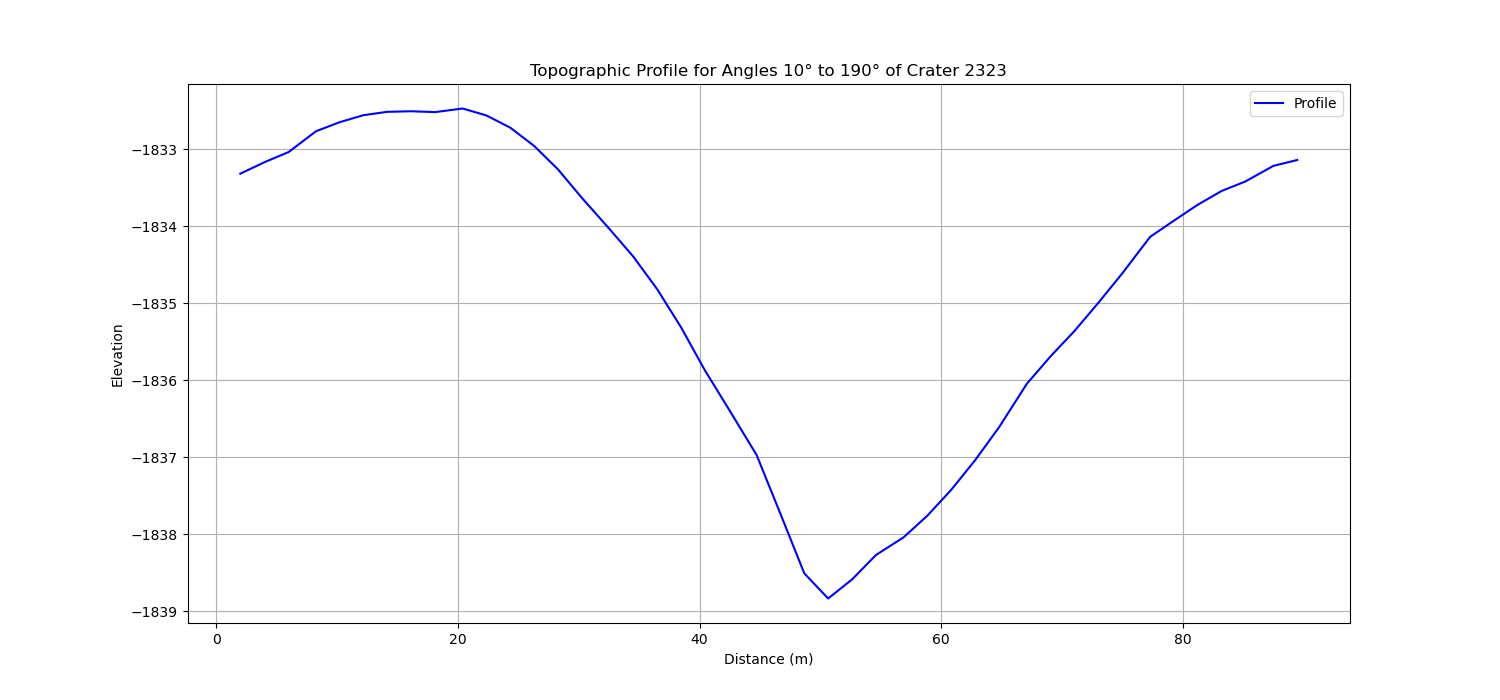 Topographic Profile for Angles 10° to 190° of Crater 2323
Profile
−1833
−1834
−1835
−1836
−1837
−1838
−1839
Elevation
0 20 40 60 80
Distance (m)